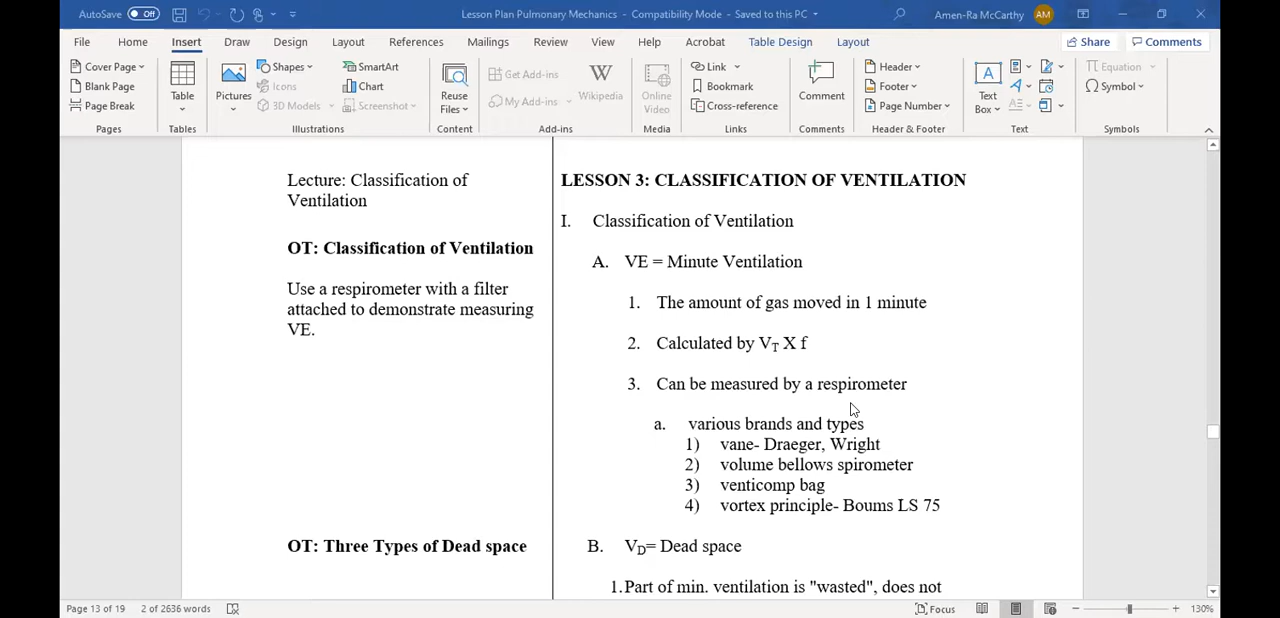 AutoSave Off Lesson Plan Pulmonary Mechanics - Compatibility Mode - Saved to this PC Amen-Ra McCarthy AM
File Home Insert Draw Design Layout References Mailings Review View Help Acrobat Table Design Layout Share Comments
Cover Page
Blank Page
Page Break
Pages
Table
Tables
Pictures
Shapes
Icons
3D Models
SmartArt
Chart
Screenshot
Illustrations
Reuse
Files
Content
Get Add-ins
My Add-ins
Wikipedia
Add-ins
Online
Video
Media
Link
Bookmark
Cross-reference
Links
Comment
Comments
Header
Footer
Page Number
Header & Footer
Text
Box
Text
Equation
Symbol
Symbols
Lecture: Classification of
Ventilation
OT: Classification of Ventilation
Use a respirometer with a filter
attached to demonstrate measuring
VE.
OT: Three Types of Dead space
LESSON 3: CLASSIFICATION OF VENTILATION
I. Classification of Ventilation
A. VE = Minute Ventilation
1. The amount of gas moved in 1 minute
2. Calculated by VT X f
3. Can be measured by a respirometer
a. various brands and types
1) vane- Draeger, Wright
2) volume bellows spirometer
3) venticomp bag
4) vortex principle- Boums LS 75
B. VD= Dead space
1.Part of min. ventilation is "wasted", does not
Page 13 of 19 2 of 2636 words Focus 130%